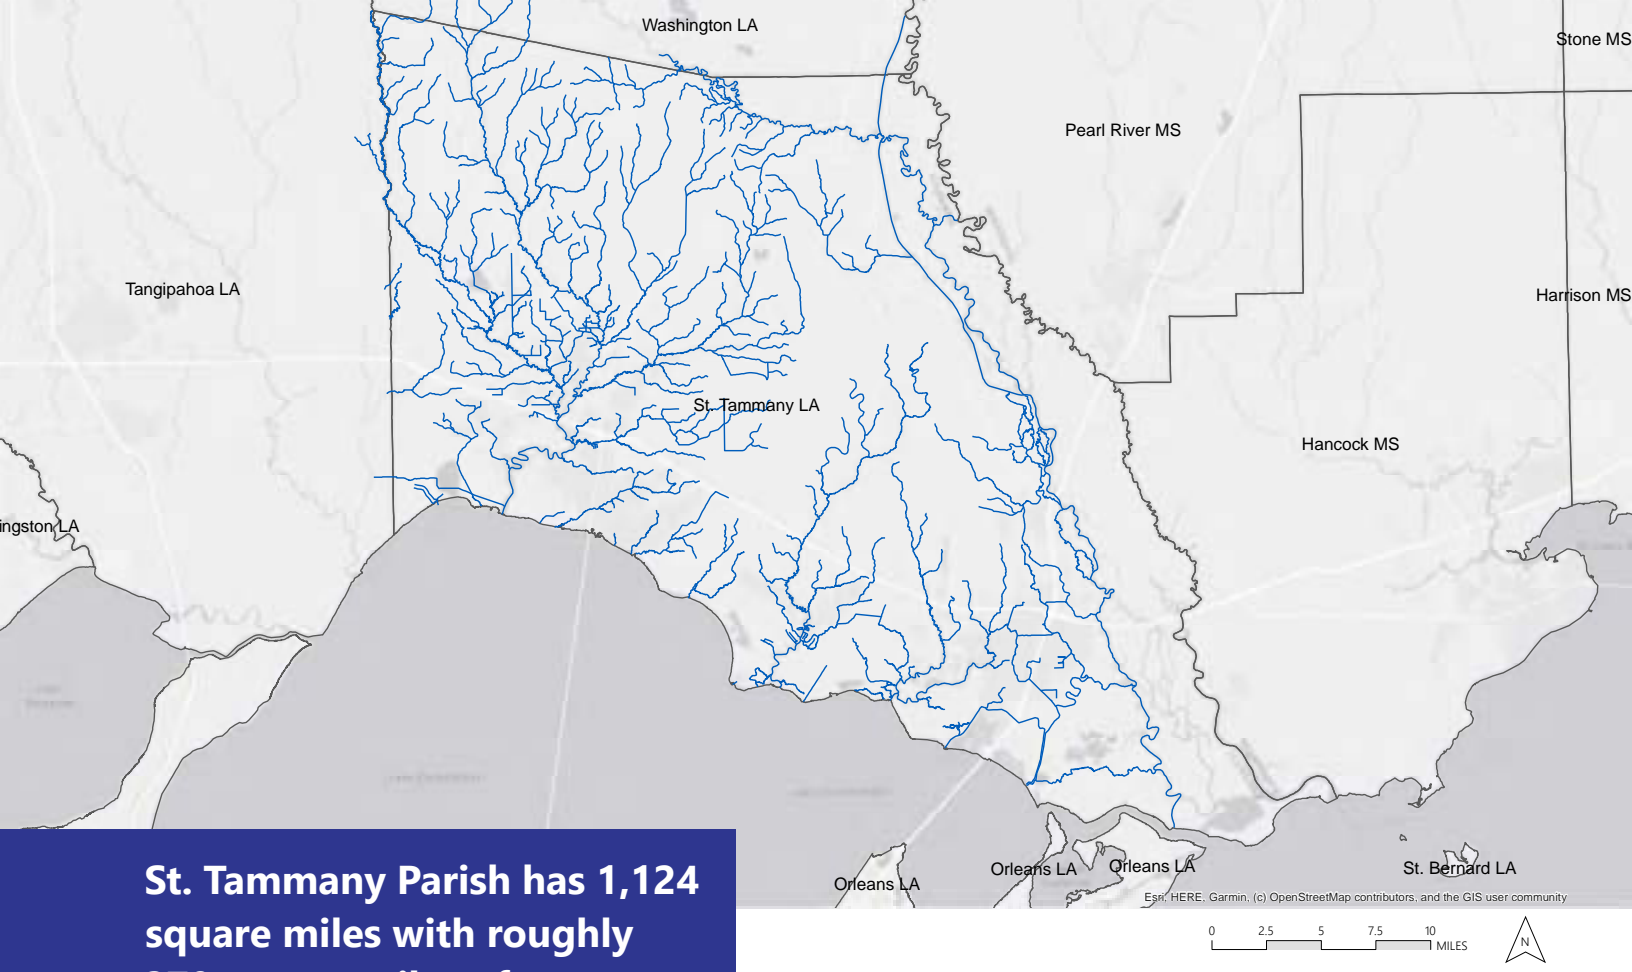 Washington LA
Stone MS
Pearl River MS
Tangipahoa LA
Harrison MS
St. Tammany LA
Hancock MS
ingston LA
Orleans LA
Orleans LA
Orleans LA
St. Bernard LA
Esri, HERE, Garmin, (c) OpenStreetMap contributors, and the GIS user community
St. Tammany Parish has 1,124
square miles with roughly
0 2.5 5 7.5 10 MILES
N